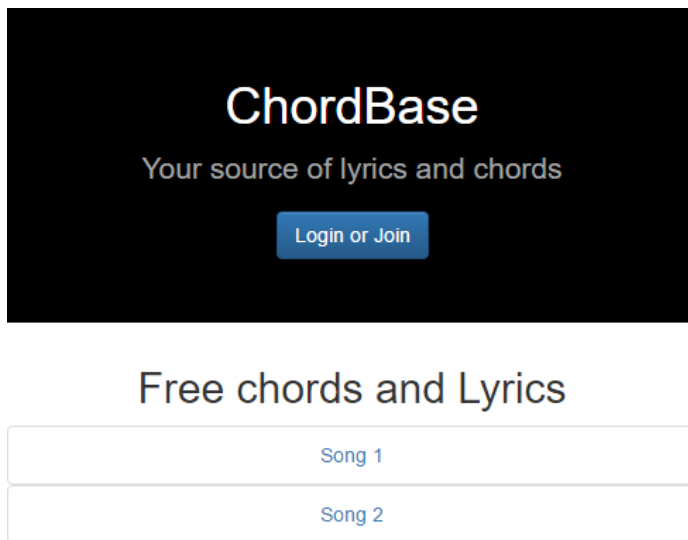 ChordBase
Your source of lyrics and chords
Login or Join
Free chords and Lyrics
Song 1
Song 2